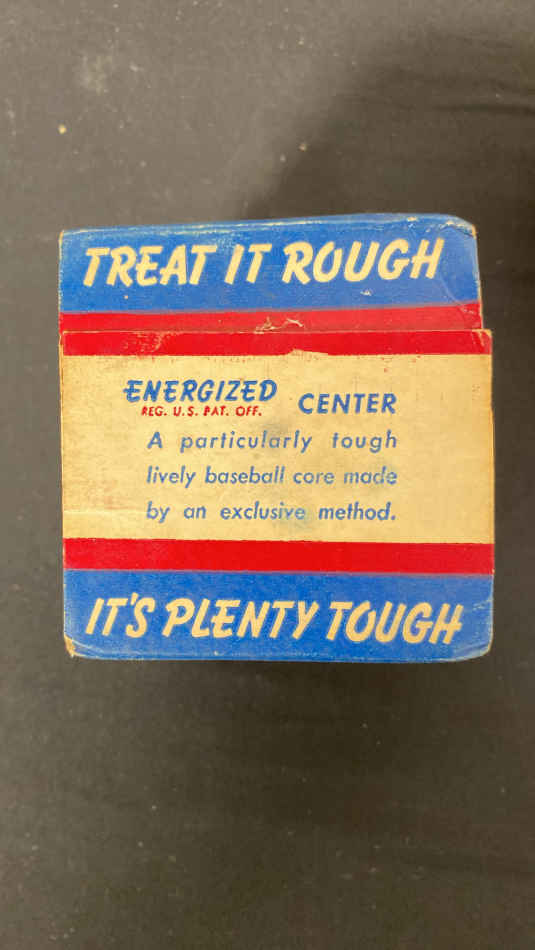 TREAT IT ROUGH
ENERGIZED CENTER
REG. U.S. PAT. OFF.
A particularly tough
lively baseball core made
by an exclusive method.
IT'S PLENTY TOUGH